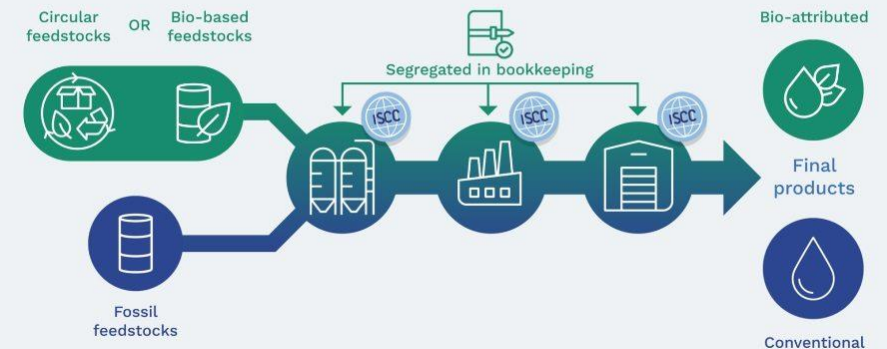 Circular
feedstocks
OR
Bio-based
feedstocks
Bio-attributed
Segregated in bookkeeping
ISCC
ISCC
ISCC
Final
products
Fossil
feedstocks
Conventional